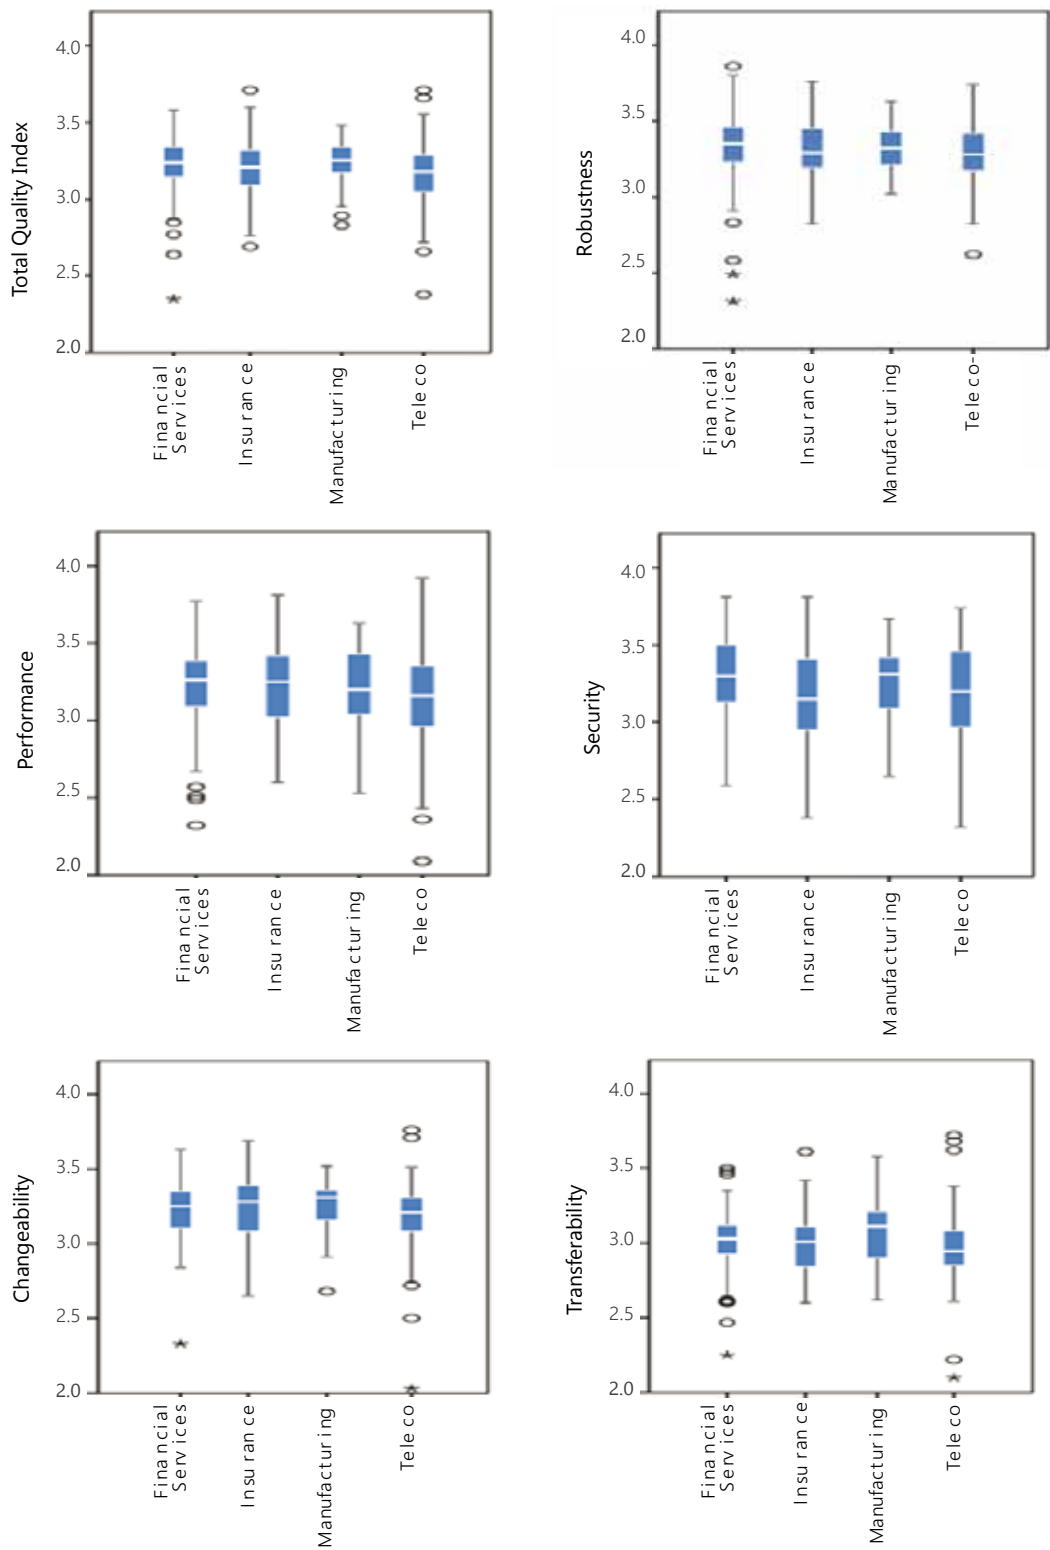 Total Quality Index
4.0
3.5
3.0
2.5
2.0
Financial
Services
Insurance
Manufacturing
Teleco
Robustness
4.0
3.5
3.0
2.5
2.0
Financial
Services
Insurance
Manufacturing
Teleco-
Performance
4.0
3.5
3.0
2.5
2.0
Financial
Services
Insurance
Manufacturing
Teleco
Security
4.0
3.5
3.0
2.5
2.0
Financial
Services
Insurance
Manufacturing
Teleco
Changeability
4.0
3.5
3.0
2.5
2.0
Financial
Services
Insurance
Manufacturing
Teleco
Transferability
4.0
3.5
3.0
2.5
2.0
Financial
Services
Insurance
Manufacturing
Teleco